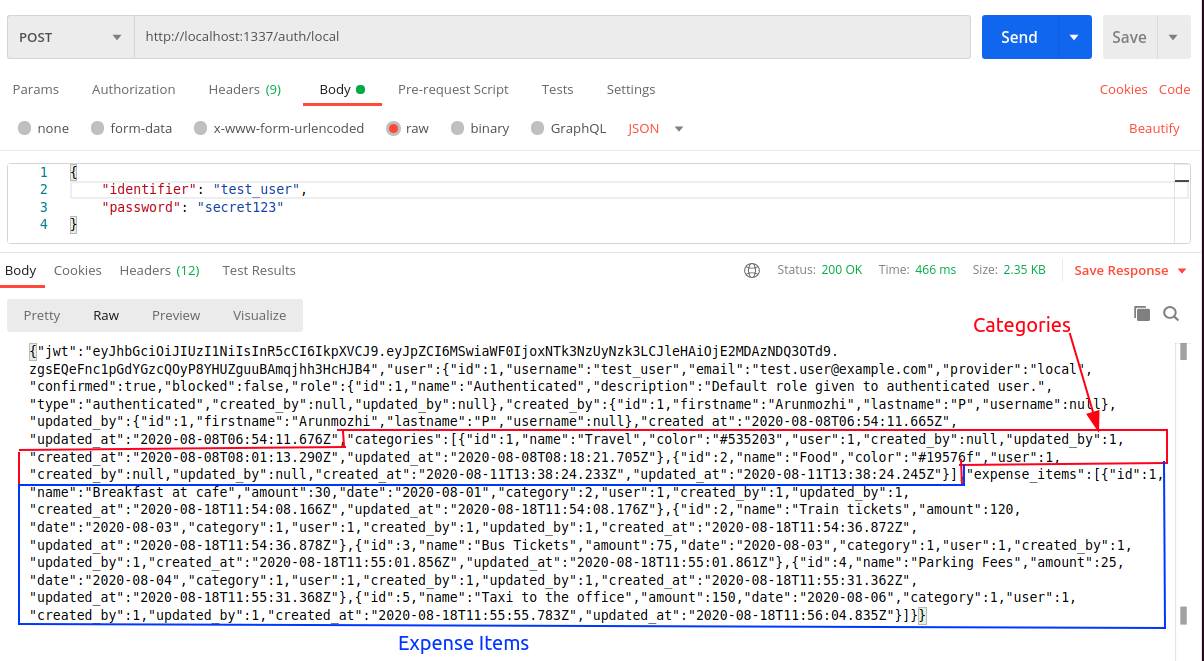 POST http://localhost:1337/auth/local Send Save
Params Authorization Headers (9) Body Pre-request Script Tests Settings Cookies Code
none form-data x-www-form-urlencoded raw binary GraphQL JSON Beautify
1 {
2 "identifier": "test_user",
3 "password": "secret123"
4 }
Body Cookies Headers (12) Test Results Status: 200 OK Time: 466 ms Size: 2.35 KB Save Response
Pretty Raw Preview Visualize
Categories
{"jwt":"eyJhbGciOiJIUzI1NiIsInR5cCI6IkpXVCJ9.eyJpZCI6MSwiaWF0IjoxNTk3NzUyNzk3LCJleHAiOjE2MDAzNDQ3OTd9.
zgsEQeFnc1pGdYGzcQOyP8YHUZguuBAmqjhh3HcHJB4","user":{"id":1,"username":"test_user","email":"test.user@example.com","provider":"local",
"confirmed":true,"blocked":false,"role":{"id":1,"name":"Authenticated","description":"Default role given to authenticated user.",
"type":"authenticated","created_by":null,"updated_by":null},"created_by":{"id":1,"firstname":"Arunmozhi","lastname":"P","username":null},
"updated_by":{"id":1,"firstname":"Arunmozhi","lastname":"P","username":null},"created_at":"2020-08-08T06:54:11.665Z",
"updated_at":"2020-08-08T06:54:11.676Z","categories":[{"id":1,"name":"Travel","color":"#535203","user":1,"created_by":null,"updated_by":1,
"created_at":"2020-08-08T08:01:13.290Z","updated_at":"2020-08-08T08:18:21.705Z"},{"id":2,"name":"Food","color":"#19576f","user":1,
"created_by":null,"updated_by":null,"created_at":"2020-08-11T13:38:24.233Z","updated_at":"2020-08-11T13:38:24.245Z"}],"expense_items":[{"id":1,
"name":"Breakfast at cafe","amount":30,"date":"2020-08-01","category":2,"user":1,"created_by":1,"updated_by":1,
"created_at":"2020-08-18T11:54:08.166Z","updated_at":"2020-08-18T11:54:08.176Z"},{"id":2,"name":"Train tickets","amount":120,
"date":"2020-08-03","category":1,"user":1,"created_by":1,"updated_by":1,"created_at":"2020-08-18T11:54:36.872Z",
"updated_at":"2020-08-18T11:54:36.878Z"},{"id":3,"name":"Bus Tickets","amount":75,"date":"2020-08-03","category":1,"user":1,"created_by":1,
"updated_by":1,"created_at":"2020-08-18T11:55:01.856Z","updated_at":"2020-08-18T11:55:01.861Z"},{"id":4,"name":"Parking Fees","amount":25,
"date":"2020-08-04","category":1,"user":1,"created_by":1,"updated_by":1,"created_at":"2020-08-18T11:55:31.362Z",
"updated_at":"2020-08-18T11:55:31.368Z"},{"id":5,"name":"Taxi to the office","amount":150,"date":"2020-08-06","category":1,"user":1,
"created_by":1,"updated_by":1,"created_at":"2020-08-18T11:55:55.783Z","updated_at":"2020-08-18T11:56:04.835Z"}]}}
Expense Items